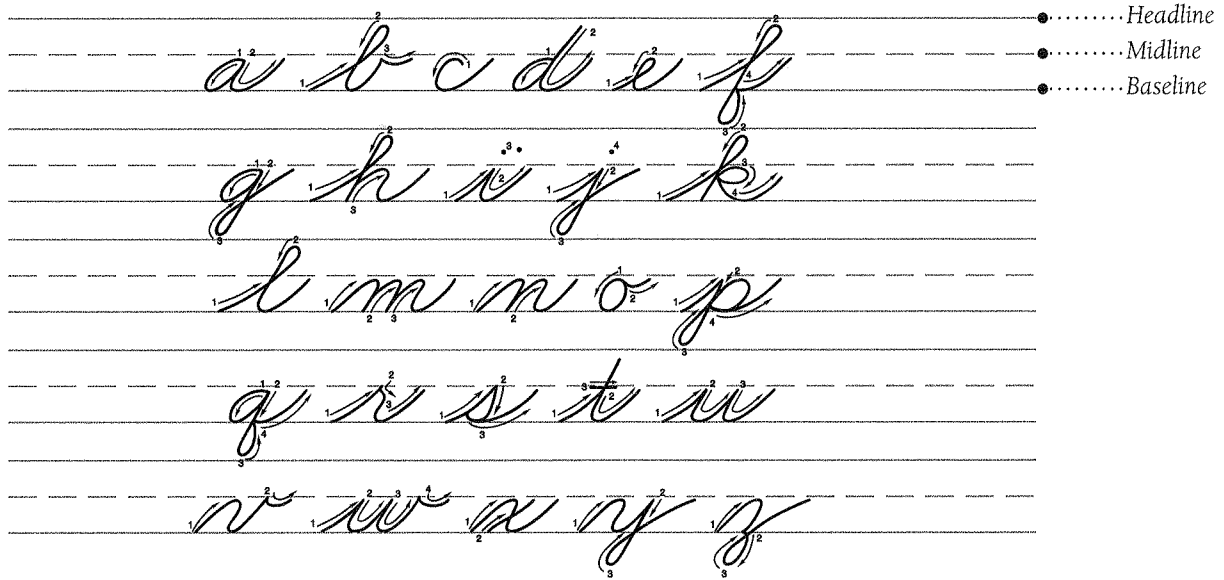 a b c d e f
g h i j k
l m n o p
q r s t u
v w x y z
Headline
Midline
Baseline